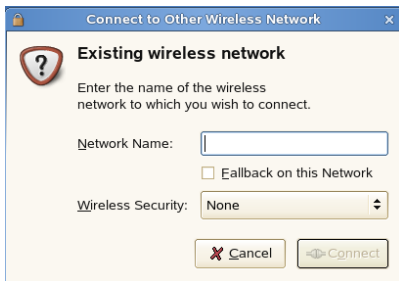 Connect to Other Wireless Network
Existing wireless network
Enter the name of the wireless
network to which you wish to connect.
Network Name:
Fallback on this Network
Wireless Security: None
Cancel Connect